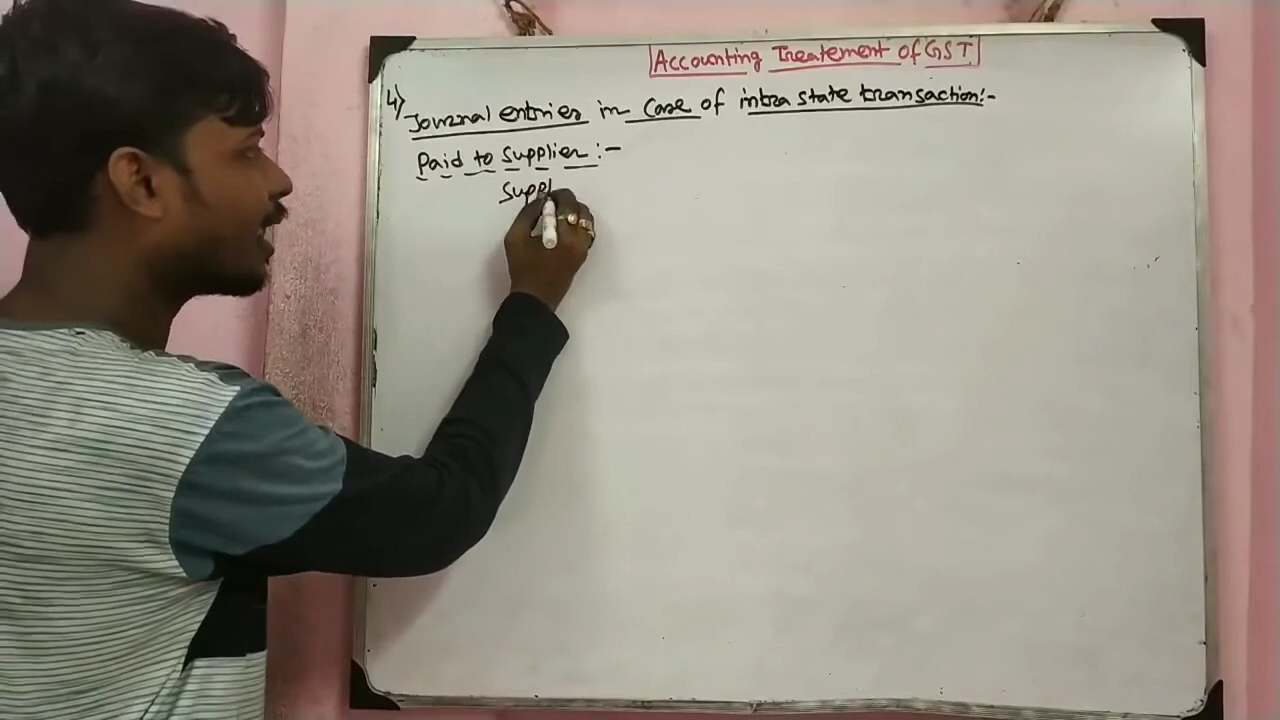 Accounting Treatement of GST
4) Journal entries in Case of intra state transaction:-
Paid to Supplier :-
Suppl